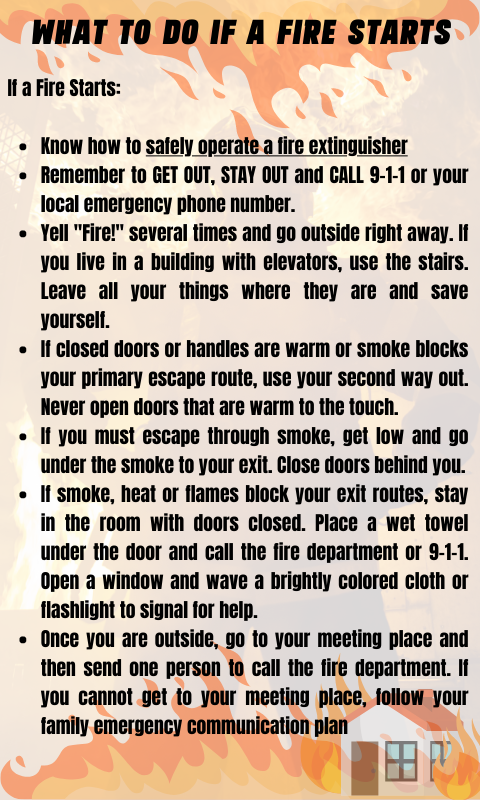 WHAT TO DO IF A FIRE STARTS
If a Fire Starts:
• Know how to safely operate a fire extinguisher
• Remember to GET OUT, STAY OUT and CALL 9-1-1 or your
local emergency phone number.
• Yell "Fire!" several times and go outside right away. If
you live in a building with elevators, use the stairs.
Leave all your things where they are and save
yourself.
• If closed doors or handles are warm or smoke blocks
your primary escape route, use your second way out.
Never open doors that are warm to the touch.
• If you must escape through smoke, get low and go
under the smoke to your exit. Close doors behind you.
• If smoke, heat or flames block your exit routes, stay
in the room with doors closed. Place a wet towel
under the door and call the fire department or 9-1-1.
Open a window and wave a brightly colored cloth or
flashlight to signal for help.
• Once you are outside, go to your meeting place and
then send one person to call the fire department. If
you cannot get to your meeting place, follow your
family emergency communication plan